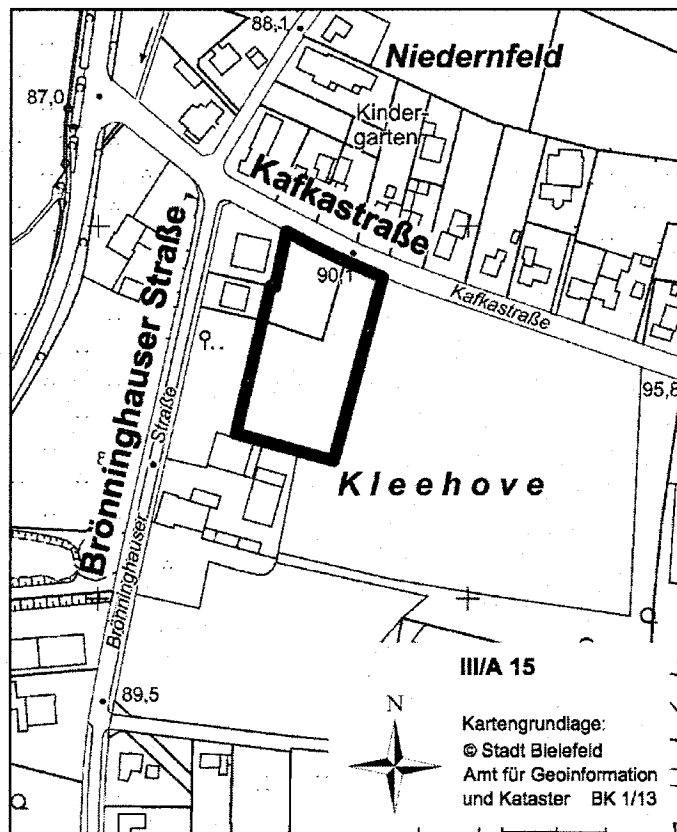 88,1
Niedernfeld
87,0
Kinder-
garten
Kafkastraße
90,1
Kafkastraße
Brönninghauser Straße
Straße
95,8
Kleehove
Brönninghauser
III/A 15
89,5
N
Kartengrundlage:
© Stadt Bielefeld
Amt für Geoinformation
und Kataster BK 1/13